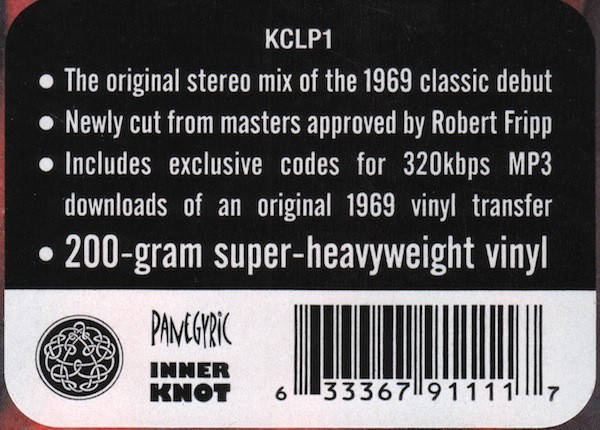 KCLP1
• The original stereo mix of the 1969 classic debut
• Newly cut from masters approved by Robert Fripp
• Includes exclusive codes for 320kbps MP3
downloads of an original 1969 vinyl transfer
• 200-gram super-heavyweight vinyl
PANEGYRIC
INNER
KNOT
6 33367 91111 7